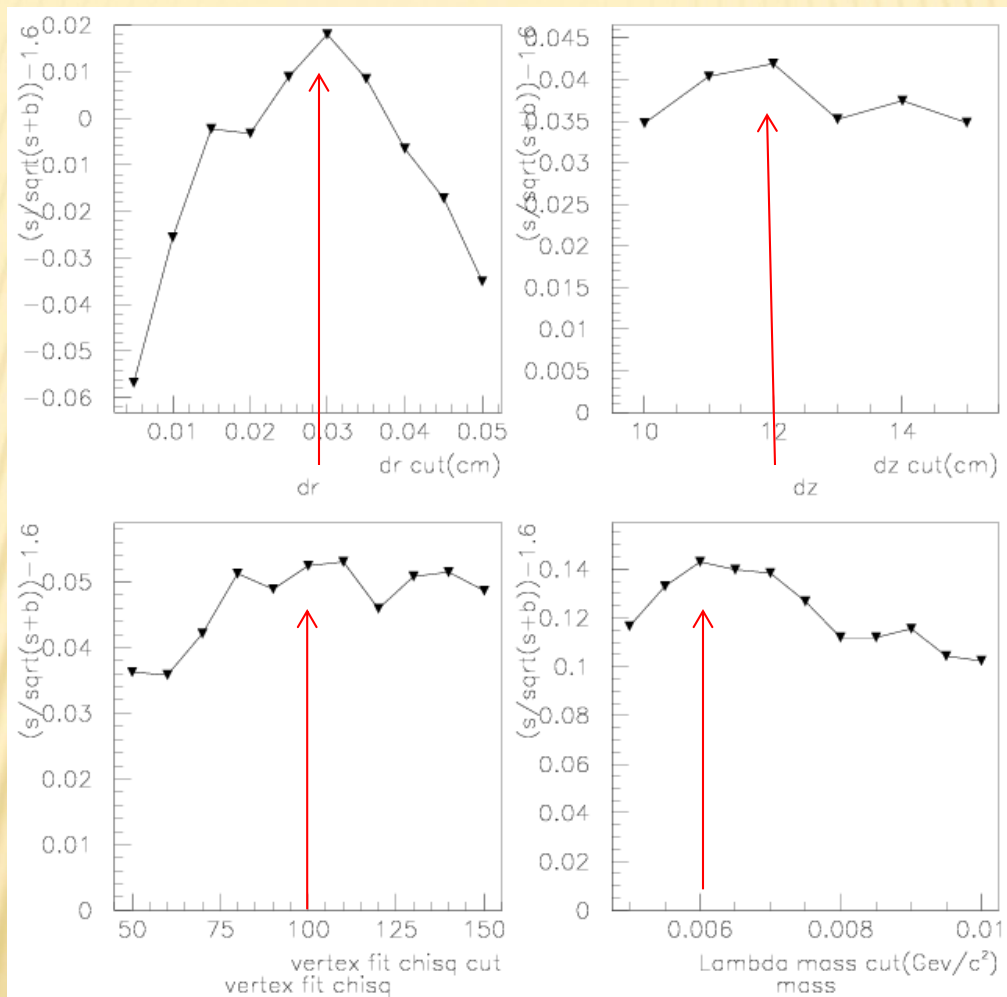 (s/sqrt(s+b))−1.6
0.02
0.01
0
0.01
0.02
−0.03
−0.04
−0.05
−0.06
0.01 0.02 0.03 0.04 0.05
dr cut(cm)
dr
(s/sqrt(s+b))−1.6
0.045
0.04
0.035
0.03
0.025
0.02
0.015
0.01
0.005
0
10 12 14
dz cut(cm)
dz
(s/sqrt(s+b))−1.6
0.05
0.04
0.03
0.02
0.01
0
50 75 100 125 150
vertex fit chisq cut
vertex fit chisq
(s/sqrt(s+b))−1.6
0.14
0.12
0.1
0.08
0.06
0.04
0.02
0
0.006 0.008 0.01
Lambda mass cut(Gev/c²)
mass